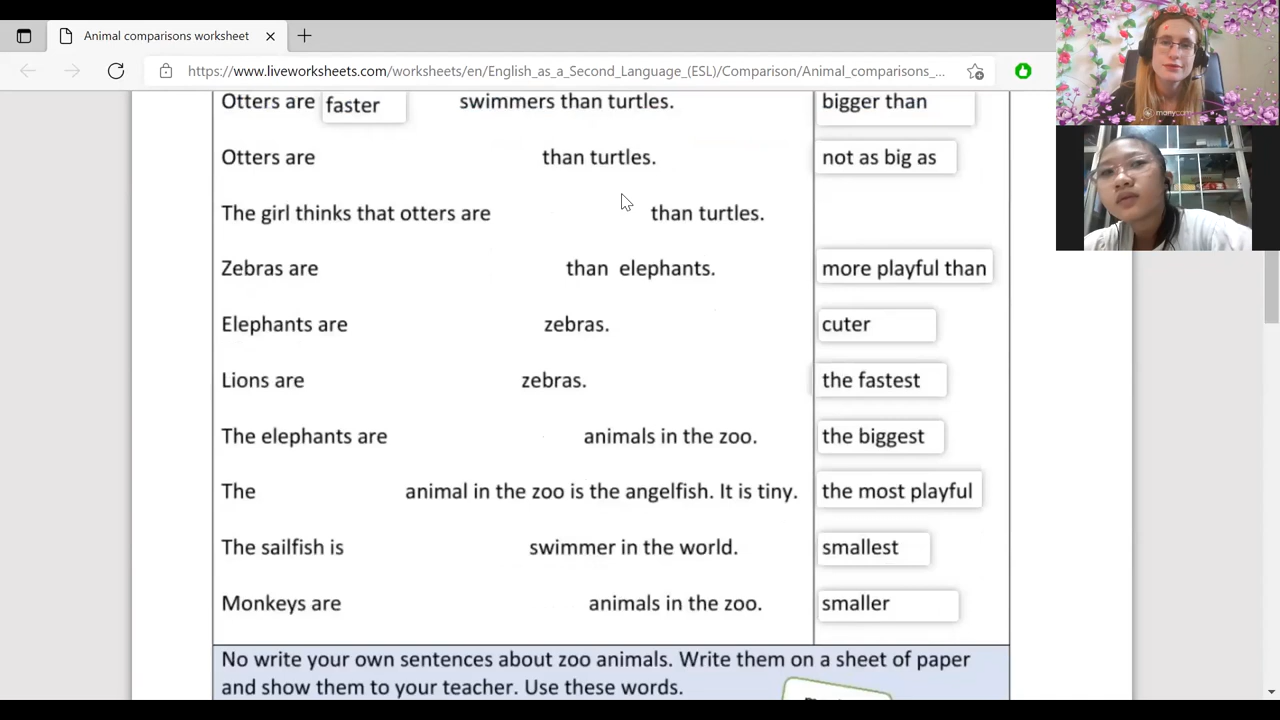 Animal comparisons worksheet
https://www.liveworksheets.com/worksheets/en/English_as_a_Second_Language_(ESL)/Comparison/Animal_comparisons_...
Otters are faster swimmers than turtles. bigger than
Otters are than turtles. not as big as
The girl thinks that otters are than turtles.
Zebras are than elephants. more playful than
Elephants are zebras. cuter
Lions are zebras. the fastest
The elephants are animals in the zoo. the biggest
The animal in the zoo is the angelfish. It is tiny. the most playful
The sailfish is swimmer in the world. smallest
Monkeys are animals in the zoo. smaller
No write your own sentences about zoo animals. Write them on a sheet of paper
and show them to your teacher. Use these words.
manycam